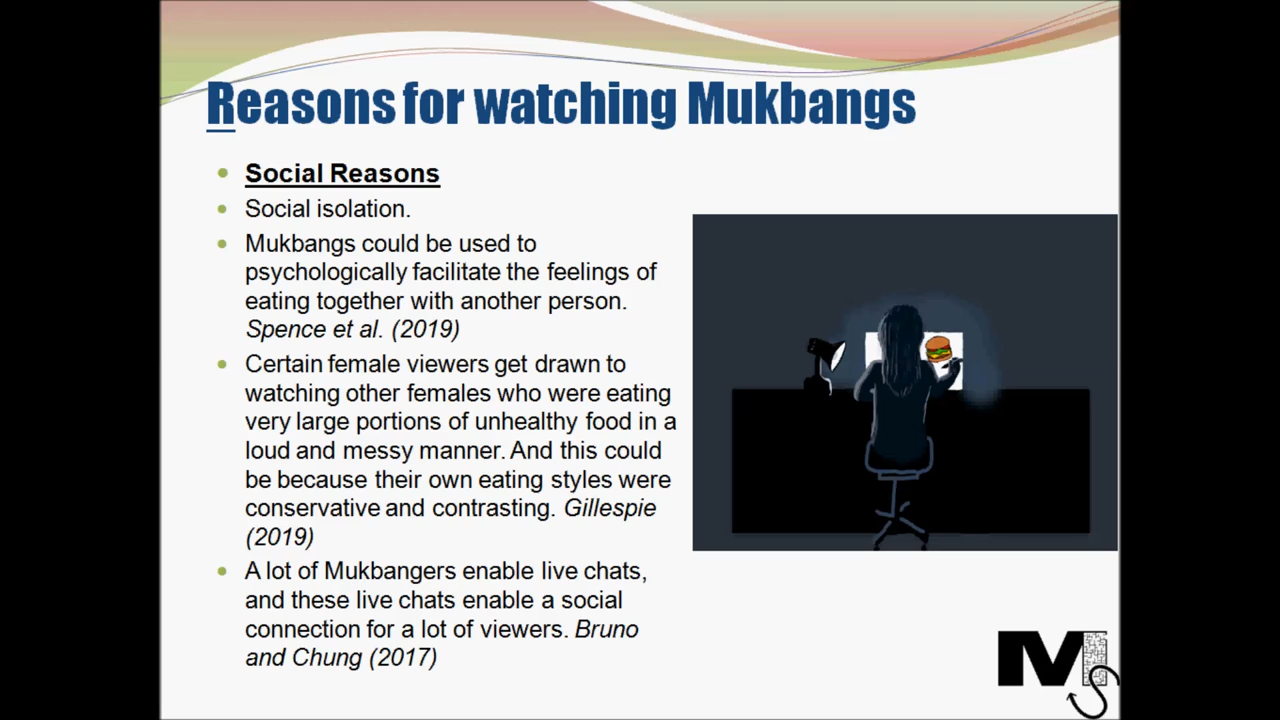 Reasons for watching Mukbangs
Social Reasons
Social isolation.
Mukbangs could be used to
psychologically facilitate the feelings of
eating together with another person.
Spence et al. (2019)
Certain female viewers get drawn to
watching other females who were eating
very large portions of unhealthy food in a
loud and messy manner. And this could
be because their own eating styles were
conservative and contrasting. Gillespie
(2019)
A lot of Mukbangers enable live chats,
and these live chats enable a social
connection for a lot of viewers. Bruno
and Chung (2017)